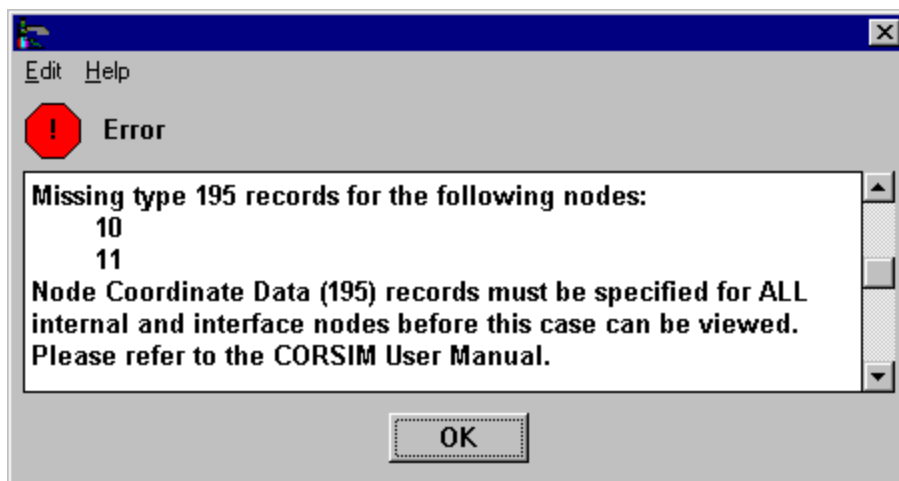 Edit Help
! Error
Missing type 195 records for the following nodes:
10
11
Node Coordinate Data (195) records must be specified for ALL
internal and interface nodes before this case can be viewed.
Please refer to the CORSIM User Manual.
OK